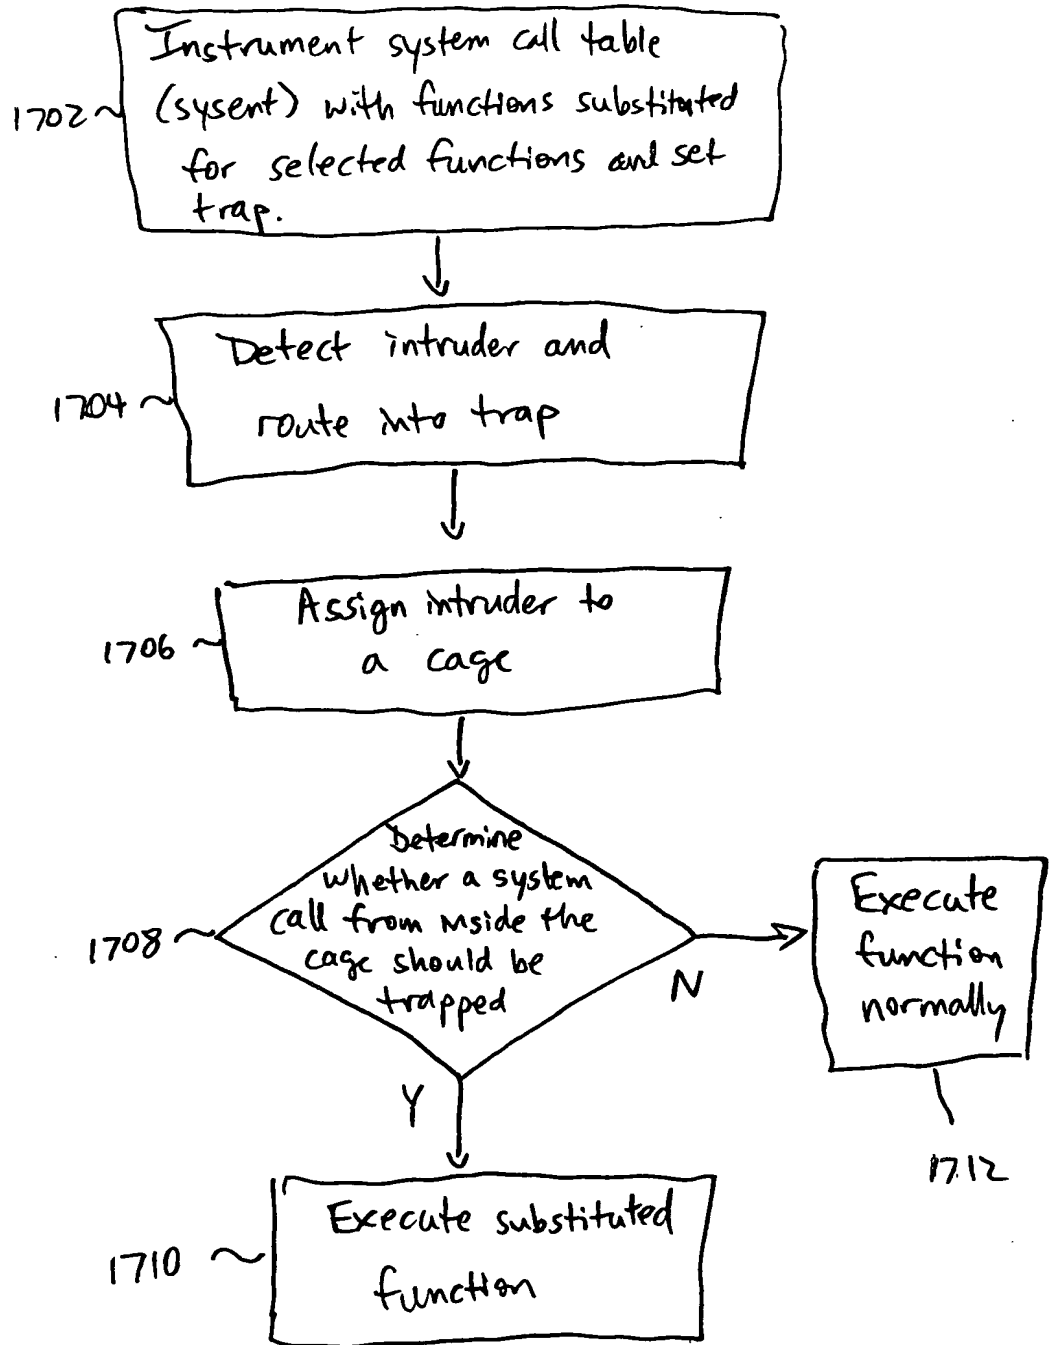 Instrument system call table
1702
(sysent) with functions substituted
for selected functions and set
trap.
Detect intruder and
1704
route into trap
Assign intruder to
1706
a cage
Determine
whether a system
call from inside the
1708
cage should be
trapped
N
Execute
function
normally
1712
Y
Execute substituted
1710
function